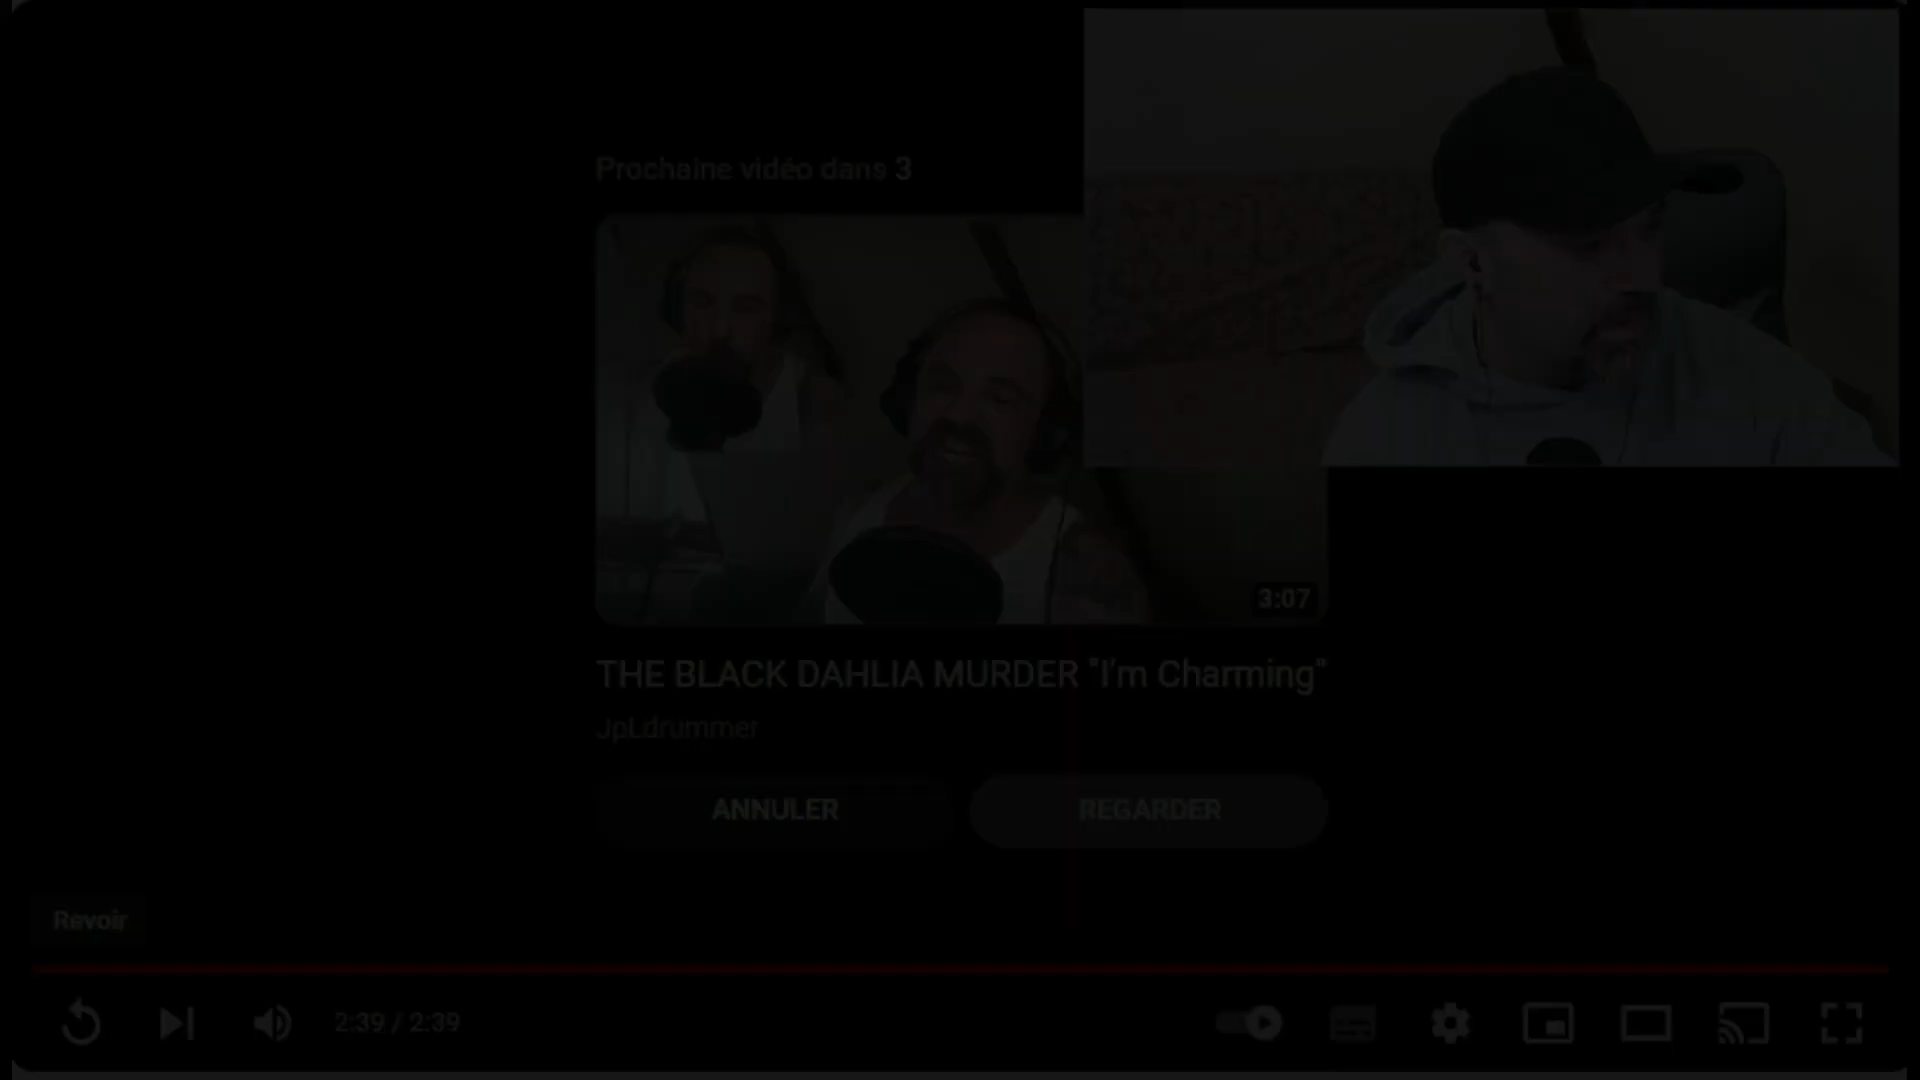 Prochaine vidéo dans 3
3:07
THE BLACK DAHLIA MURDER "I'm Charming"
JpLdrummer
ANNULER
REGARDER
Revoir
2:39 / 2:39